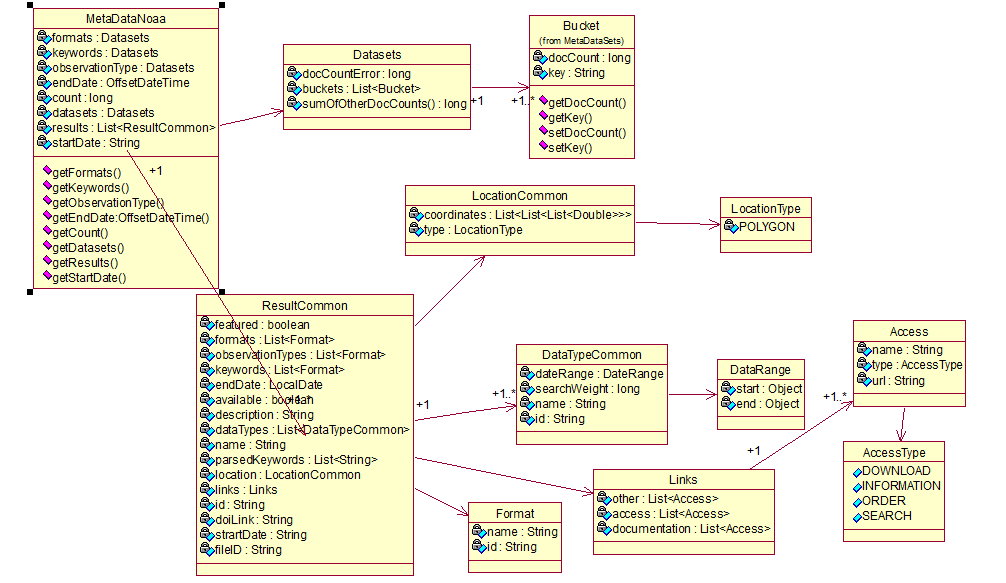 MetaDataNoaa
formats : Datasets
keywords : Datasets
observationType : Datasets
endDate : OffsetDateTime
count : long
datasets : Datasets
results : List<ResultCommon>
startDate : String
getFormats()
getKeywords()
getObservationType()
getEndDate:OffsetDateTime()
getCount()
getDatasets()
getResults()
getStartDate()
+1
Datasets
docCountError : long
buckets : List<Bucket>
sumOfOtherDocCounts() : long
+1
+1..*
Bucket
(from MetaDataSets)
docCount : long
key : String
getDocCount()
getKey()
setDocCount()
setKey()
LocationCommon
coordinates : List<List<List<Double>>>
type : LocationType
LocationType
POLYGON
ResultCommon
featured : boolean
formats : List<Format>
observationTypes : List<Format>
keywords : List<Format>
endDate : LocalDate
available : boolean
+1..*
description : String
dataTypes : List<DataTypeCommon>
name : String
parsedKeywords : List<String>
location : LocationCommon
links : Links
id : String
doiLink : String
strartDate : String
fileID : String
+1
+1..*
DataTypeCommon
dateRange : DateRange
searchWeight : long
name : String
id : String
DataRange
start : Object
end : Object
Access
name : String
type : AccessType
url : String
+1..*
+1
Links
other : List<Access>
access : List<Access>
documentation : List<Access>
AccessType
DOWNLOAD
INFORMATION
ORDER
SEARCH
Format
name : String
id : String